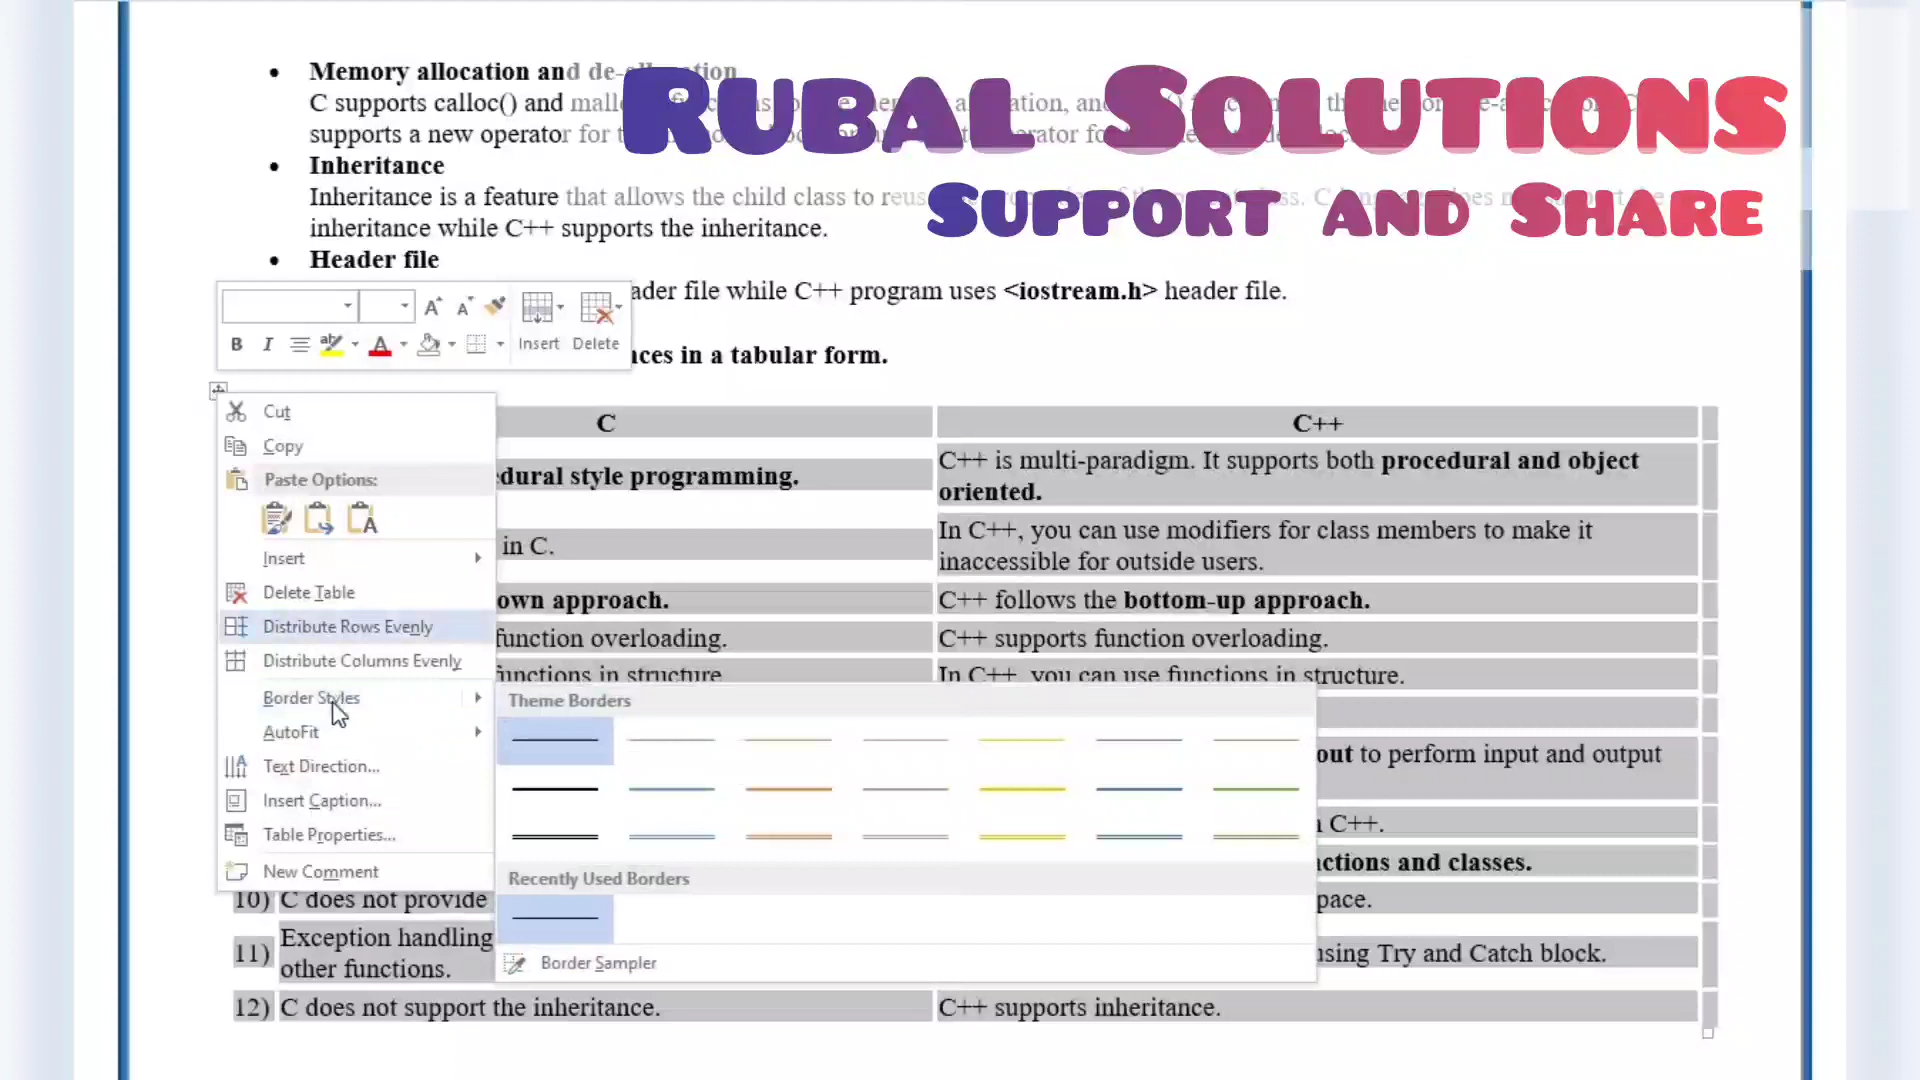 Memory allocation and de-allocation
RUBAL SOLUTIONS
C supports calloc() and
supports a new operator for
Inheritance
Inheritance is a feature that allows the child class to reus
SUPPORT AND SHARE
inheritance while C++ supports the inheritance.
Header file
ader file while C++ program uses <iostream.h> header file.
B I Insert Delete
nces in a tabular form.
Cut
Copy
Paste Options:
Insert
Delete Table
Distribute Rows Evenly
Distribute Columns Evenly
Border Styles
AutoFit
Text Direction...
Insert Caption...
Table Properties...
New Comment
C C++
dural style programming. C++ is multi-paradigm. It supports both procedural and object
oriented.
in C. In C++, you can use modifiers for class members to make it
inaccessible for outside users.
own approach. C++ follows the bottom-up approach.
function overloading. C++ supports function overloading.
unctions in structure In C++, you can use functions in structure.
Theme Borders
out to perform input and output
C++.
Recently Used Borders
ctions and classes.
Border Sampler
10) C does not provide pace.
11) Exception handling using Try and Catch block.
other functions.
12) C does not support the inheritance. C++ supports inheritance.